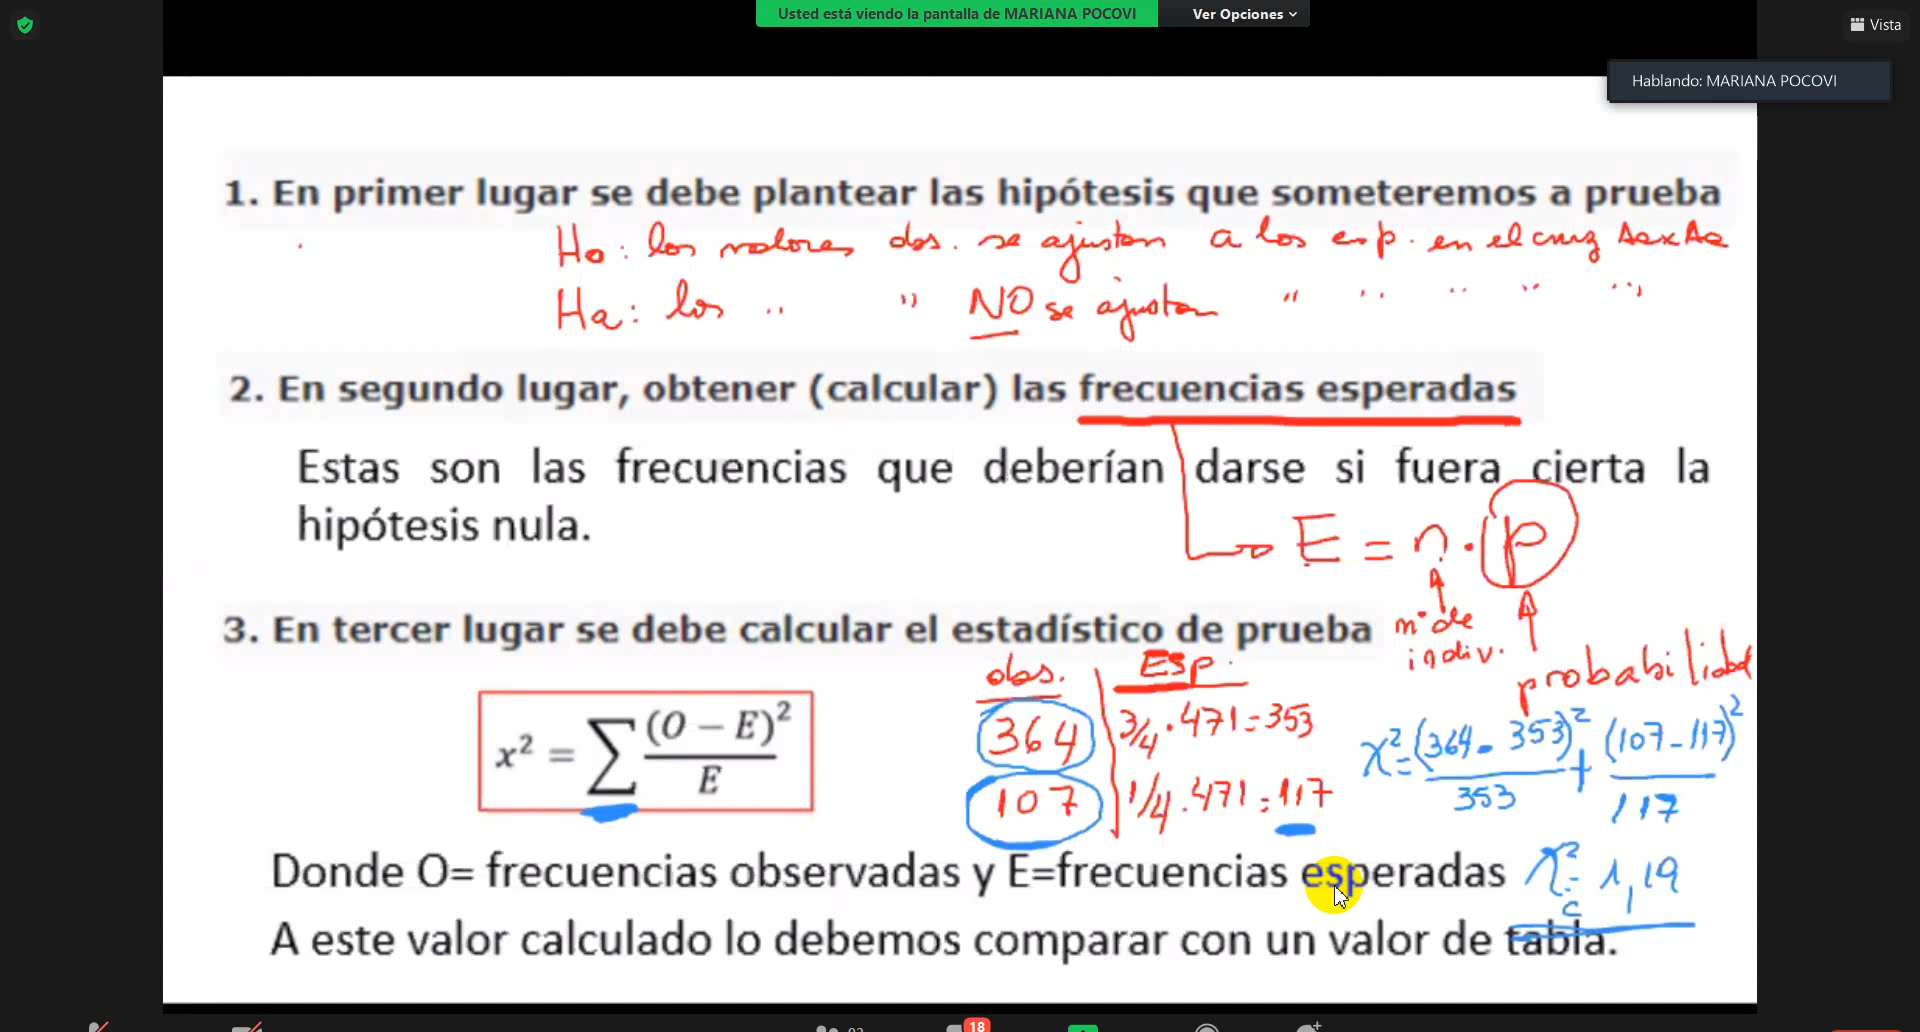 Usted está viendo la pantalla de MARIANA POCOVI
Ver Opciones
Vista
Hablando: MARIANA POCOVI
1. En primer lugar se debe plantear las hipótesis que someteremos a prueba
Ho: los valores obs. se ajustan a los esp. en el cruz AaxAa
Ha: los " " NO se ajustan " " " " "
2. En segundo lugar, obtener (calcular) las frecuencias esperadas
Estas son las frecuencias que deberían darse si fuera cierta la
hipótesis nula.
E = n . p
n° de
indiv.
probabilidad
3. En tercer lugar se debe calcular el estadístico de prueba
x² = ∑ (O − E)² / E
obs. Esp.
364 3/4 . 471 = 353
107 1/4 . 471 = 117
χ² = (364 - 353)² / 353 + (107 - 117)² / 117
Donde O= frecuencias observadas y E=frecuencias esperadas
χ²c = 1,19
A este valor calculado lo debemos comparar con un valor de tabla.
18